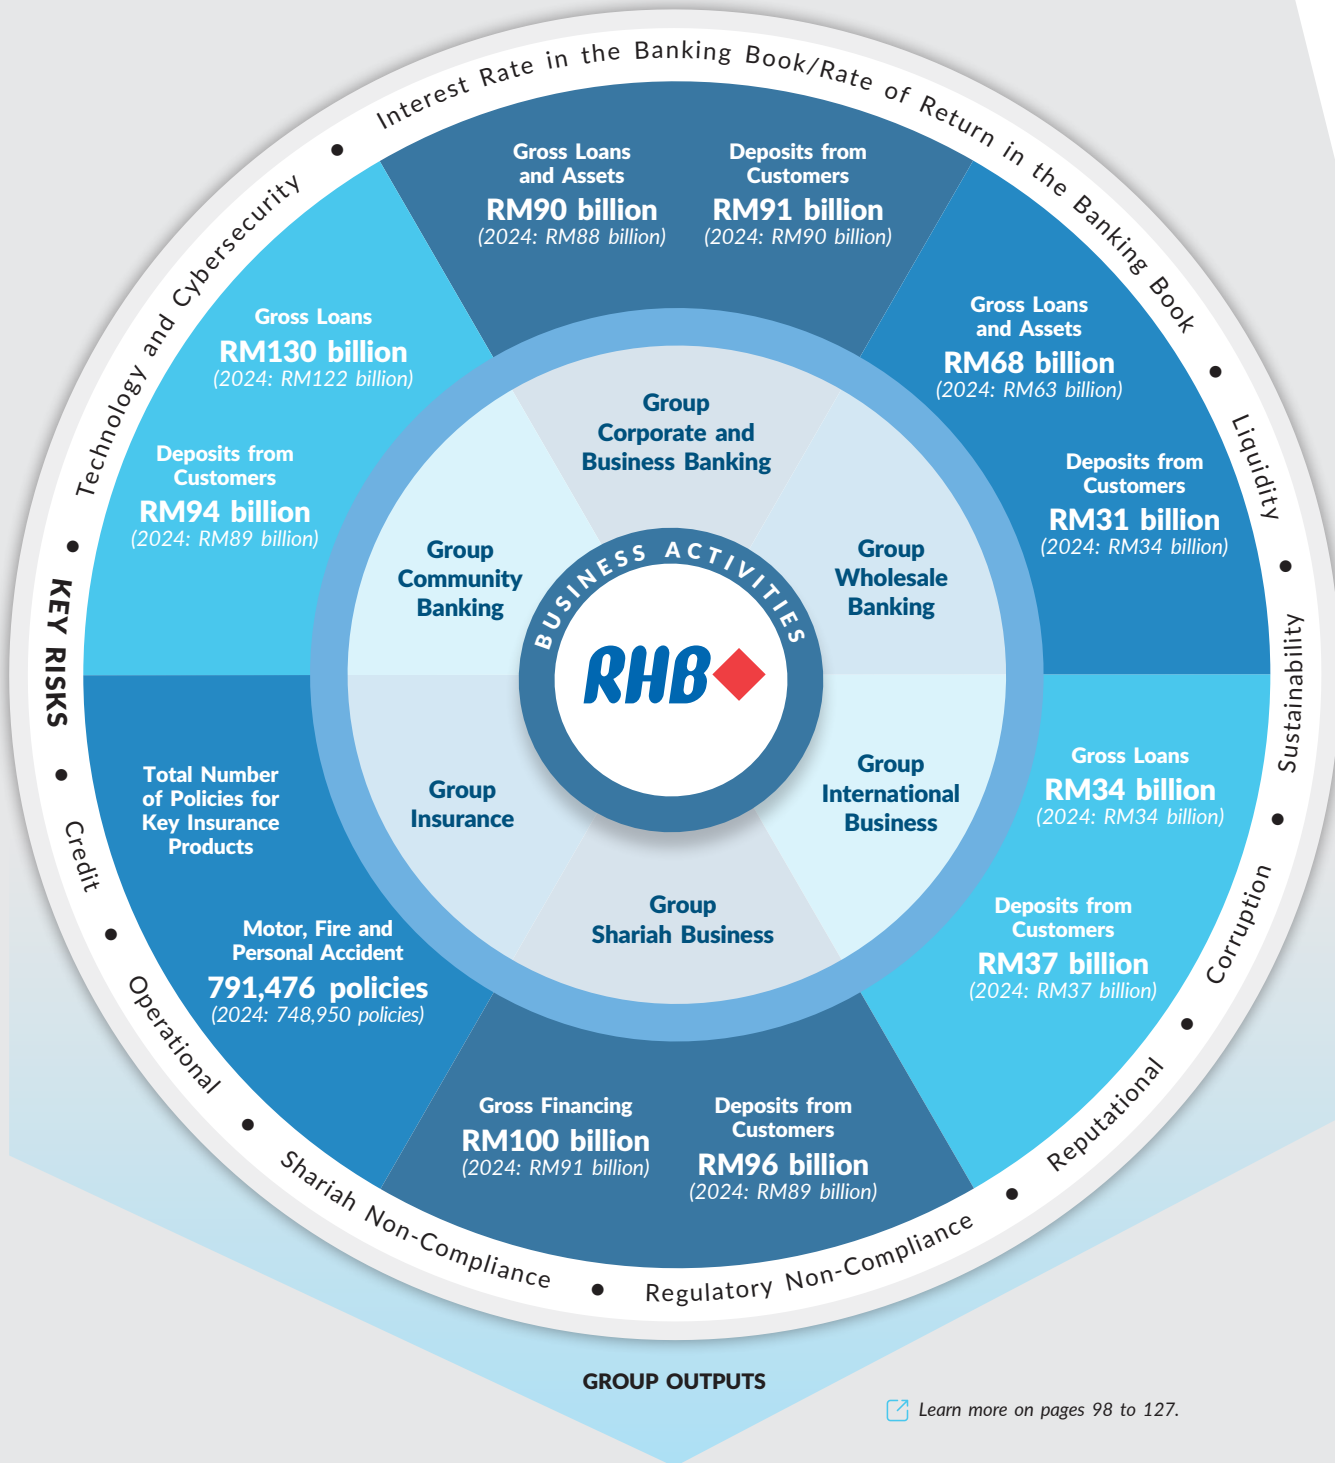 KEY RISKS
Technology and Cybersecurity
Interest Rate in the Banking Book/Rate of Return in the Banking Book
Liquidity
Sustainability
Corruption
Reputational
Regulatory Non-Compliance
Shariah Non-Compliance
Operational
Credit
Gross Loans
and Assets
RM90 billion
(2024: RM88 billion)
Deposits from
Customers
RM91 billion
(2024: RM90 billion)
Gross Loans
and Assets
RM68 billion
(2024: RM63 billion)
Deposits from
Customers
RM31 billion
(2024: RM34 billion)
Gross Loans
RM34 billion
(2024: RM34 billion)
Deposits from
Customers
RM37 billion
(2024: RM37 billion)
Gross Financing
RM100 billion
(2024: RM91 billion)
Deposits from
Customers
RM96 billion
(2024: RM89 billion)
Total Number
of Policies for
Key Insurance
Products
Motor, Fire and
Personal Accident
791,476 policies
(2024: 748,950 policies)
Gross Loans
RM130 billion
(2024: RM122 billion)
Deposits from
Customers
RM94 billion
(2024: RM89 billion)
Group
Corporate and
Business Banking
Group
Wholesale
Banking
Group
International
Business
Group
Shariah Business
Group
Insurance
Group
Community
Banking
BUSINESS ACTIVITIES
RHB
GROUP OUTPUTS
Learn more on pages 98 to 127.